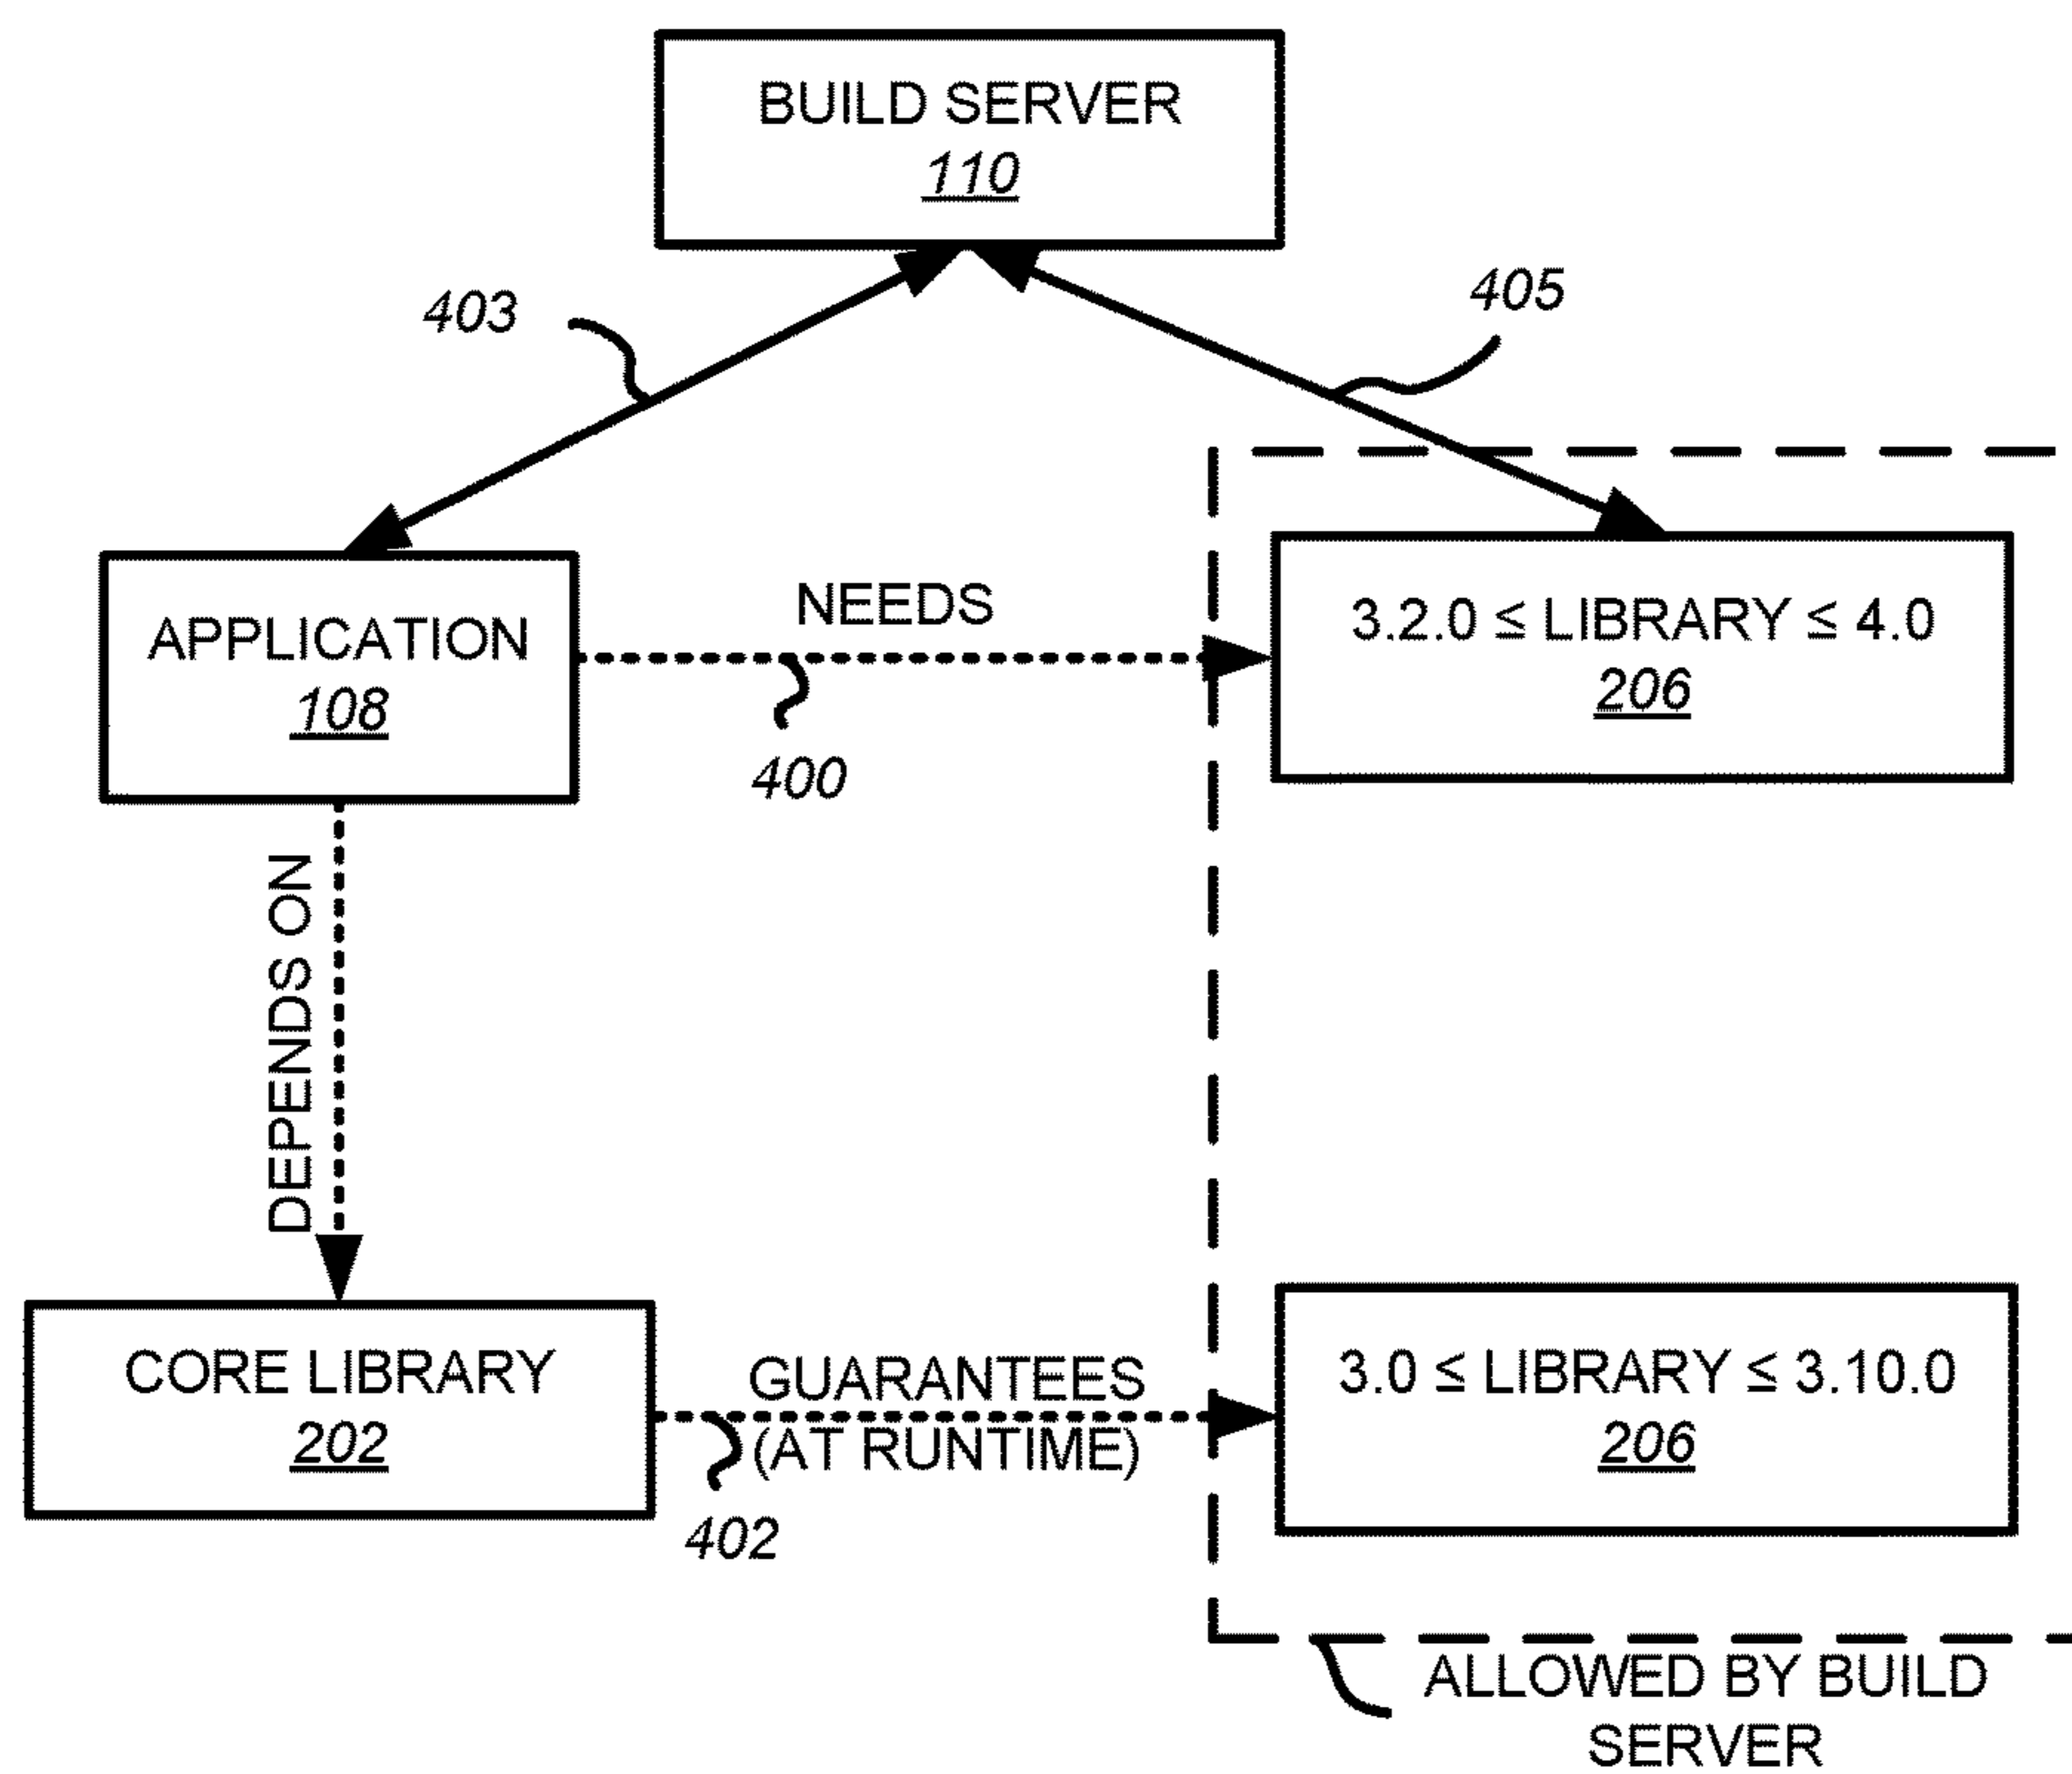 BUILD SERVER
110
403
405
NEEDS
APPLICATION
108
3.2.0 ≤ LIBRARY ≤ 4.0
206
400
DEPENDS ON
CORE LIBRARY
202
GUARANTEES
(AT RUNTIME)
3.0 ≤ LIBRARY ≤ 3.10.0
206
402
ALLOWED BY BUILD
SERVER